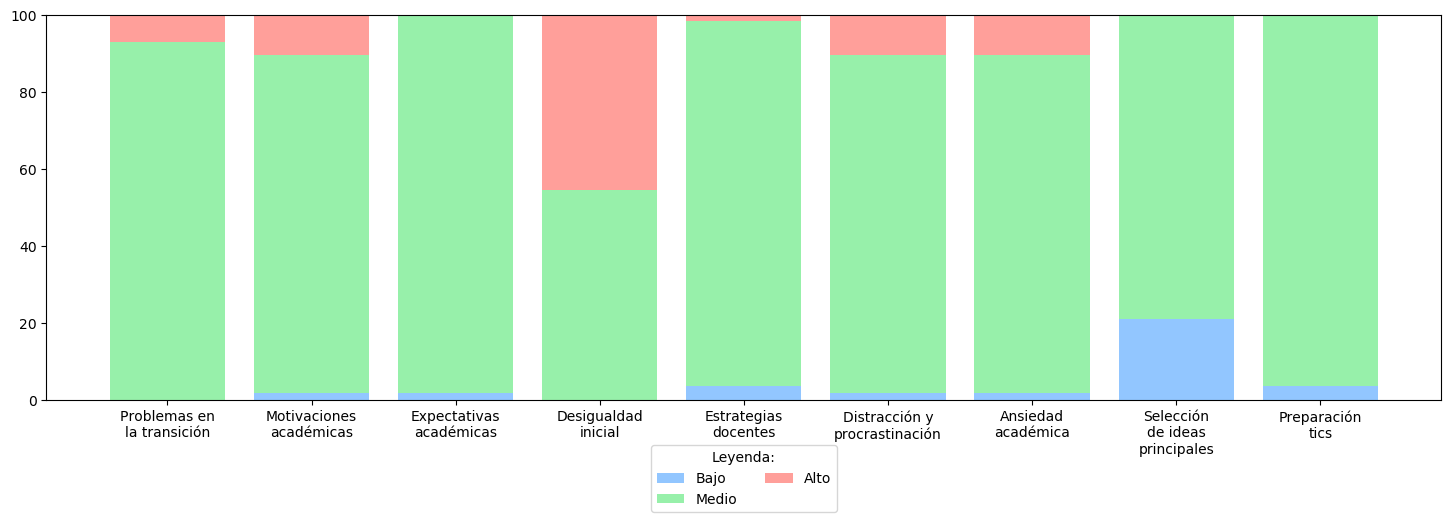 100
80
60
40
20
0
Problemas en
la transición
Motivaciones
académicas
Expectativas
académicas
Desigualdad
inicial
Estrategias
docentes
Distracción y
procrastinación
Ansiedad
académica
Selección
de ideas
principales
Preparación
tics
Leyenda:
Bajo
Medio
Alto